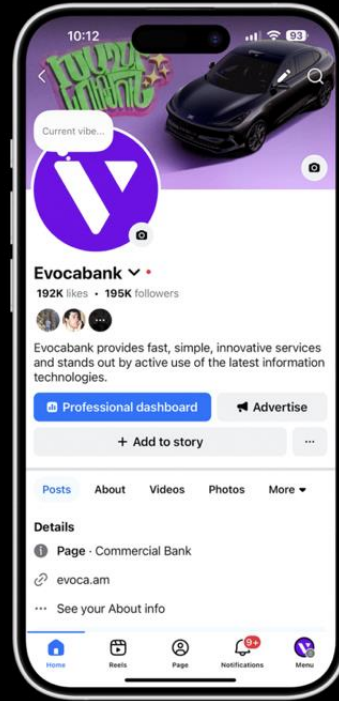 10:12
93
Current vibe...
Evocabank
192K likes • 195K followers
Evocabank provides fast, simple, innovative services
and stands out by active use of the latest information
technologies.
Professional dashboard
Advertise
+ Add to story
Posts About Videos Photos More
Details
Page · Commercial Bank
evoca.am
See your About info
9+
Home Reels Page Notifications Menu